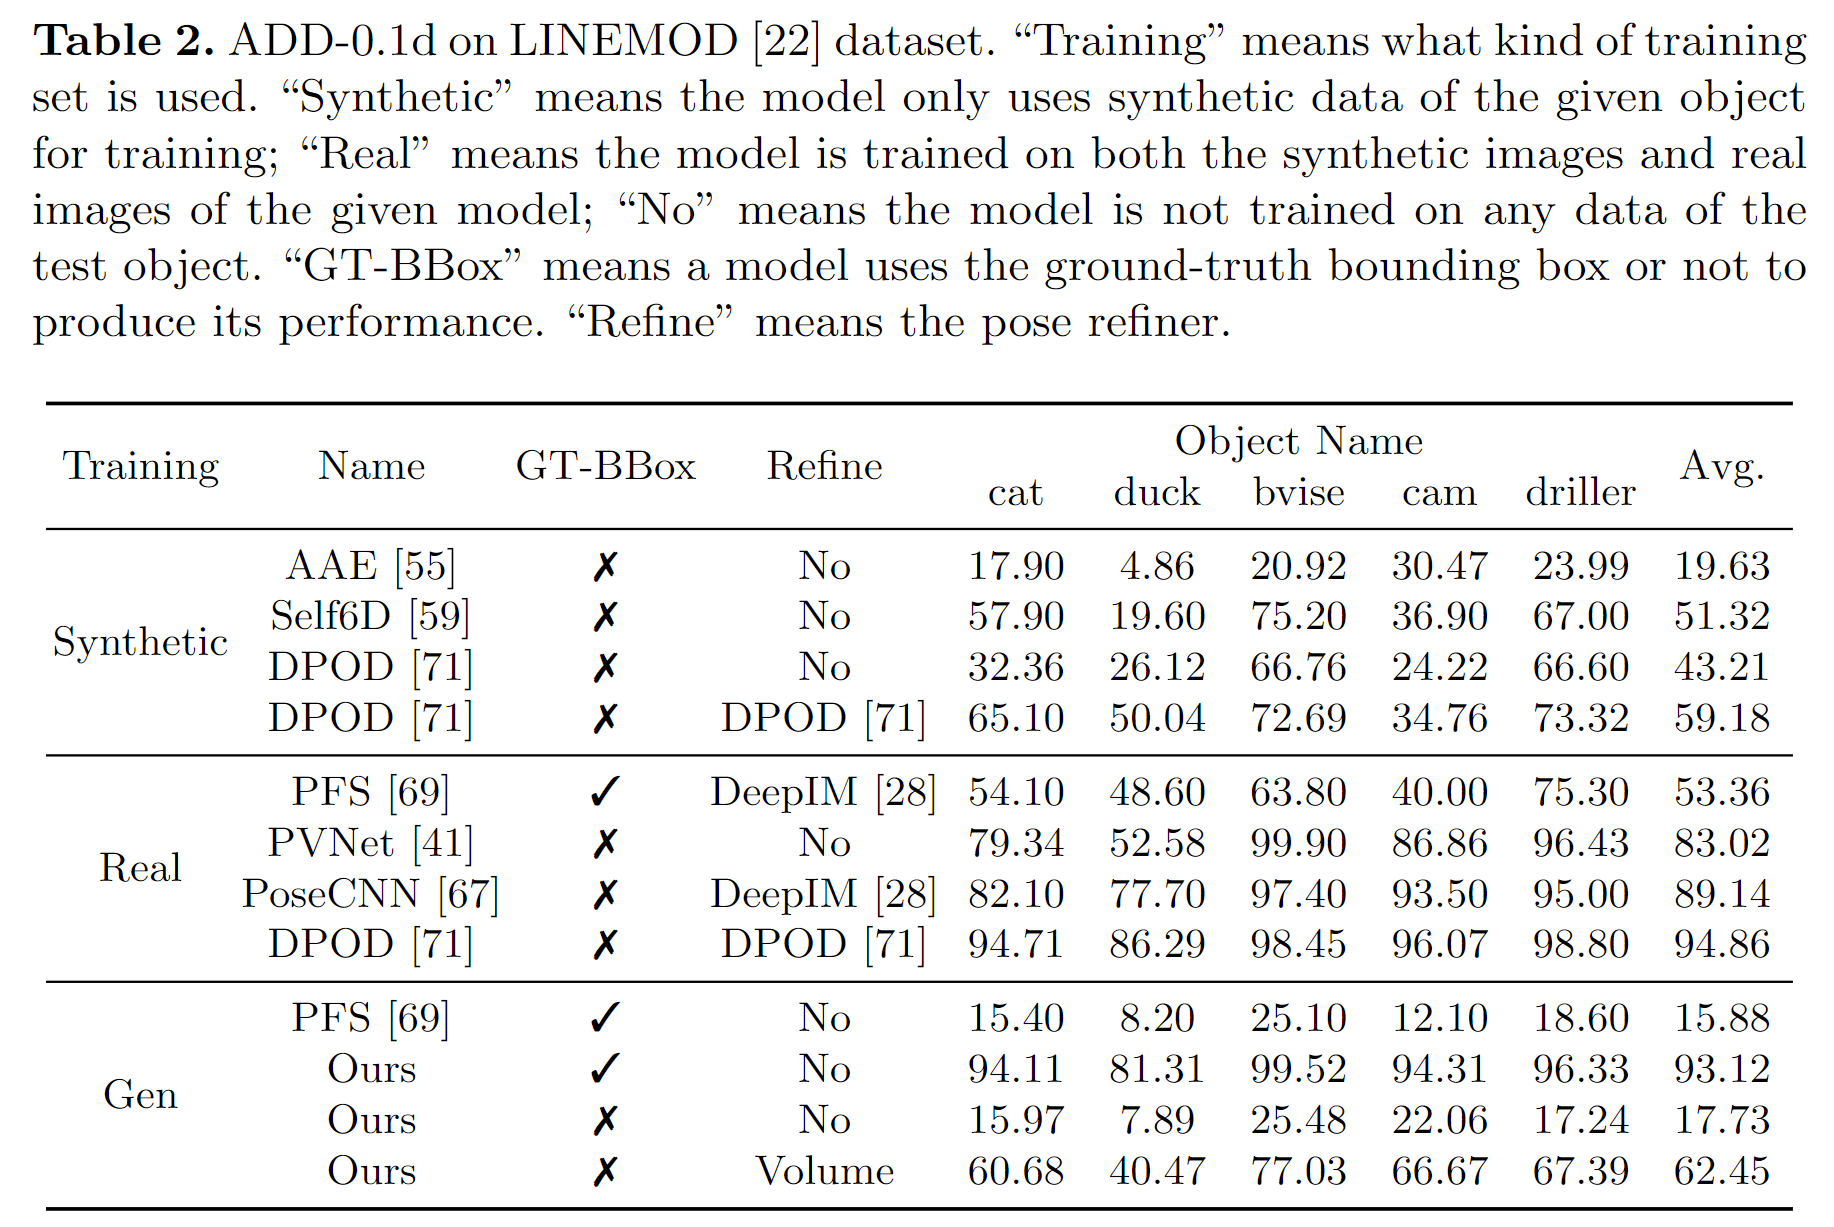 Table 2. ADD-0.1d on LINEMOD [22] dataset. “Training” means what kind of training
set is used. “Synthetic” means the model only uses synthetic data of the given object
for training; “Real” means the model is trained on both the synthetic images and real
images of the given model; “No” means the model is not trained on any data of the
test object. “GT-BBox” means a model uses the ground-truth bounding box or not to
produce its performance. “Refine” means the pose refiner.
Training Name GT-BBox Refine Object Name Avg.
cat duck bvise cam driller
Synthetic
AAE [55] ✗ No 17.90 4.86 20.92 30.47 23.99 19.63
Self6D [59] ✗ No 57.90 19.60 75.20 36.90 67.00 51.32
DPOD [71] ✗ No 32.36 26.12 66.76 24.22 66.60 43.21
DPOD [71] ✗ DPOD [71] 65.10 50.04 72.69 34.76 73.32 59.18
Real
PFS [69] ✓ DeepIM [28] 54.10 48.60 63.80 40.00 75.30 53.36
PVNet [41] ✗ No 79.34 52.58 99.90 86.86 96.43 83.02
PoseCNN [67] ✗ DeepIM [28] 82.10 77.70 97.40 93.50 95.00 89.14
DPOD [71] ✗ DPOD [71] 94.71 86.29 98.45 96.07 98.80 94.86
Gen
PFS [69] ✓ No 15.40 8.20 25.10 12.10 18.60 15.88
Ours ✓ No 94.11 81.31 99.52 94.31 96.33 93.12
Ours ✗ No 15.97 7.89 25.48 22.06 17.24 17.73
Ours ✗ Volume 60.68 40.47 77.03 66.67 67.39 62.45